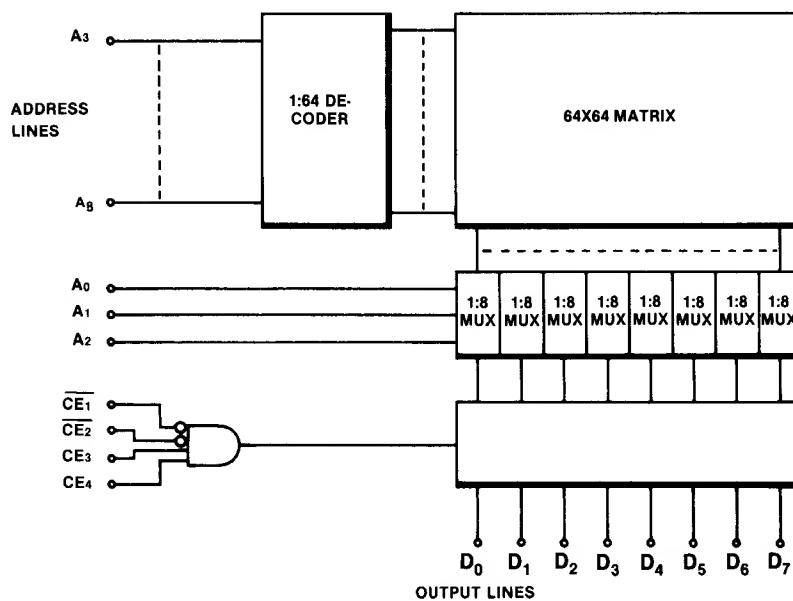 A3
ADDRESS
LINES
A8
1:64 DE-
CODER
64X64 MATRIX
A0
A1
A2
1:8
MUX
1:8
MUX
1:8
MUX
1:8
MUX
1:8
MUX
1:8
MUX
1:8
MUX
1:8
MUX
CE1
CE2
CE3
CE4
D0
D1
D2
D3
D4
D5
D6
D7
OUTPUT LINES